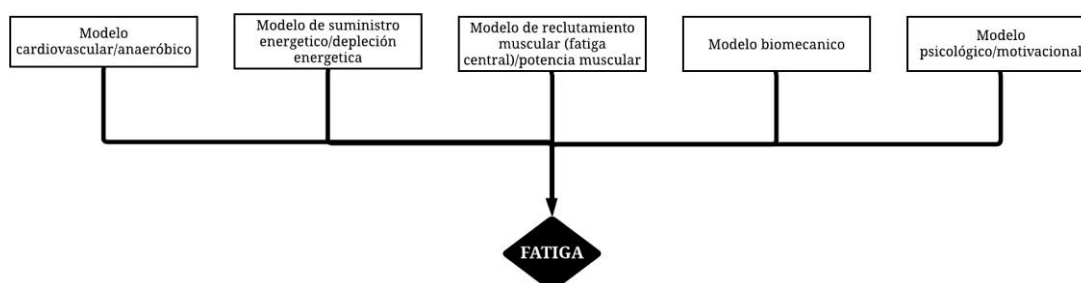 Modelo
cardiovascular/anaeróbico
Modelo de suministro
energetico/depleción
energetica
Modelo de reclutamiento
muscular (fatiga
central)/potencia muscular
Modelo biomecanico
Modelo
psicológico/motivacional
FATIGA